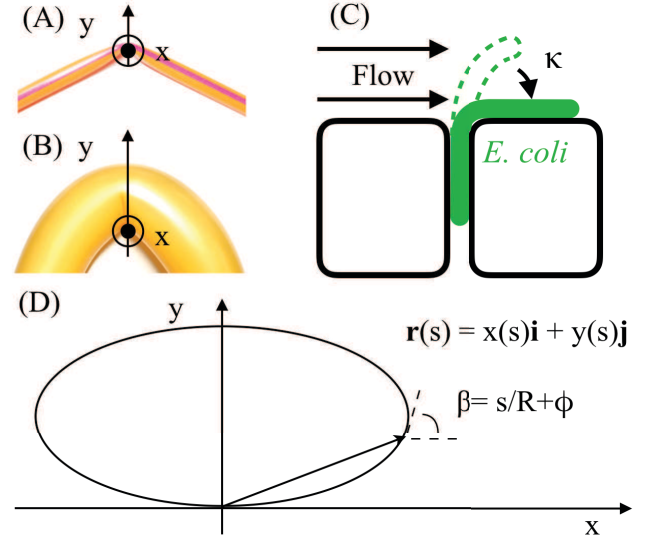 (A)
y
x
(B)
y
x
(C)
Flow
κ
E. coli
(D)
y
r(s) = x(s)i + y(s)j
β= s/R+ϕ
x